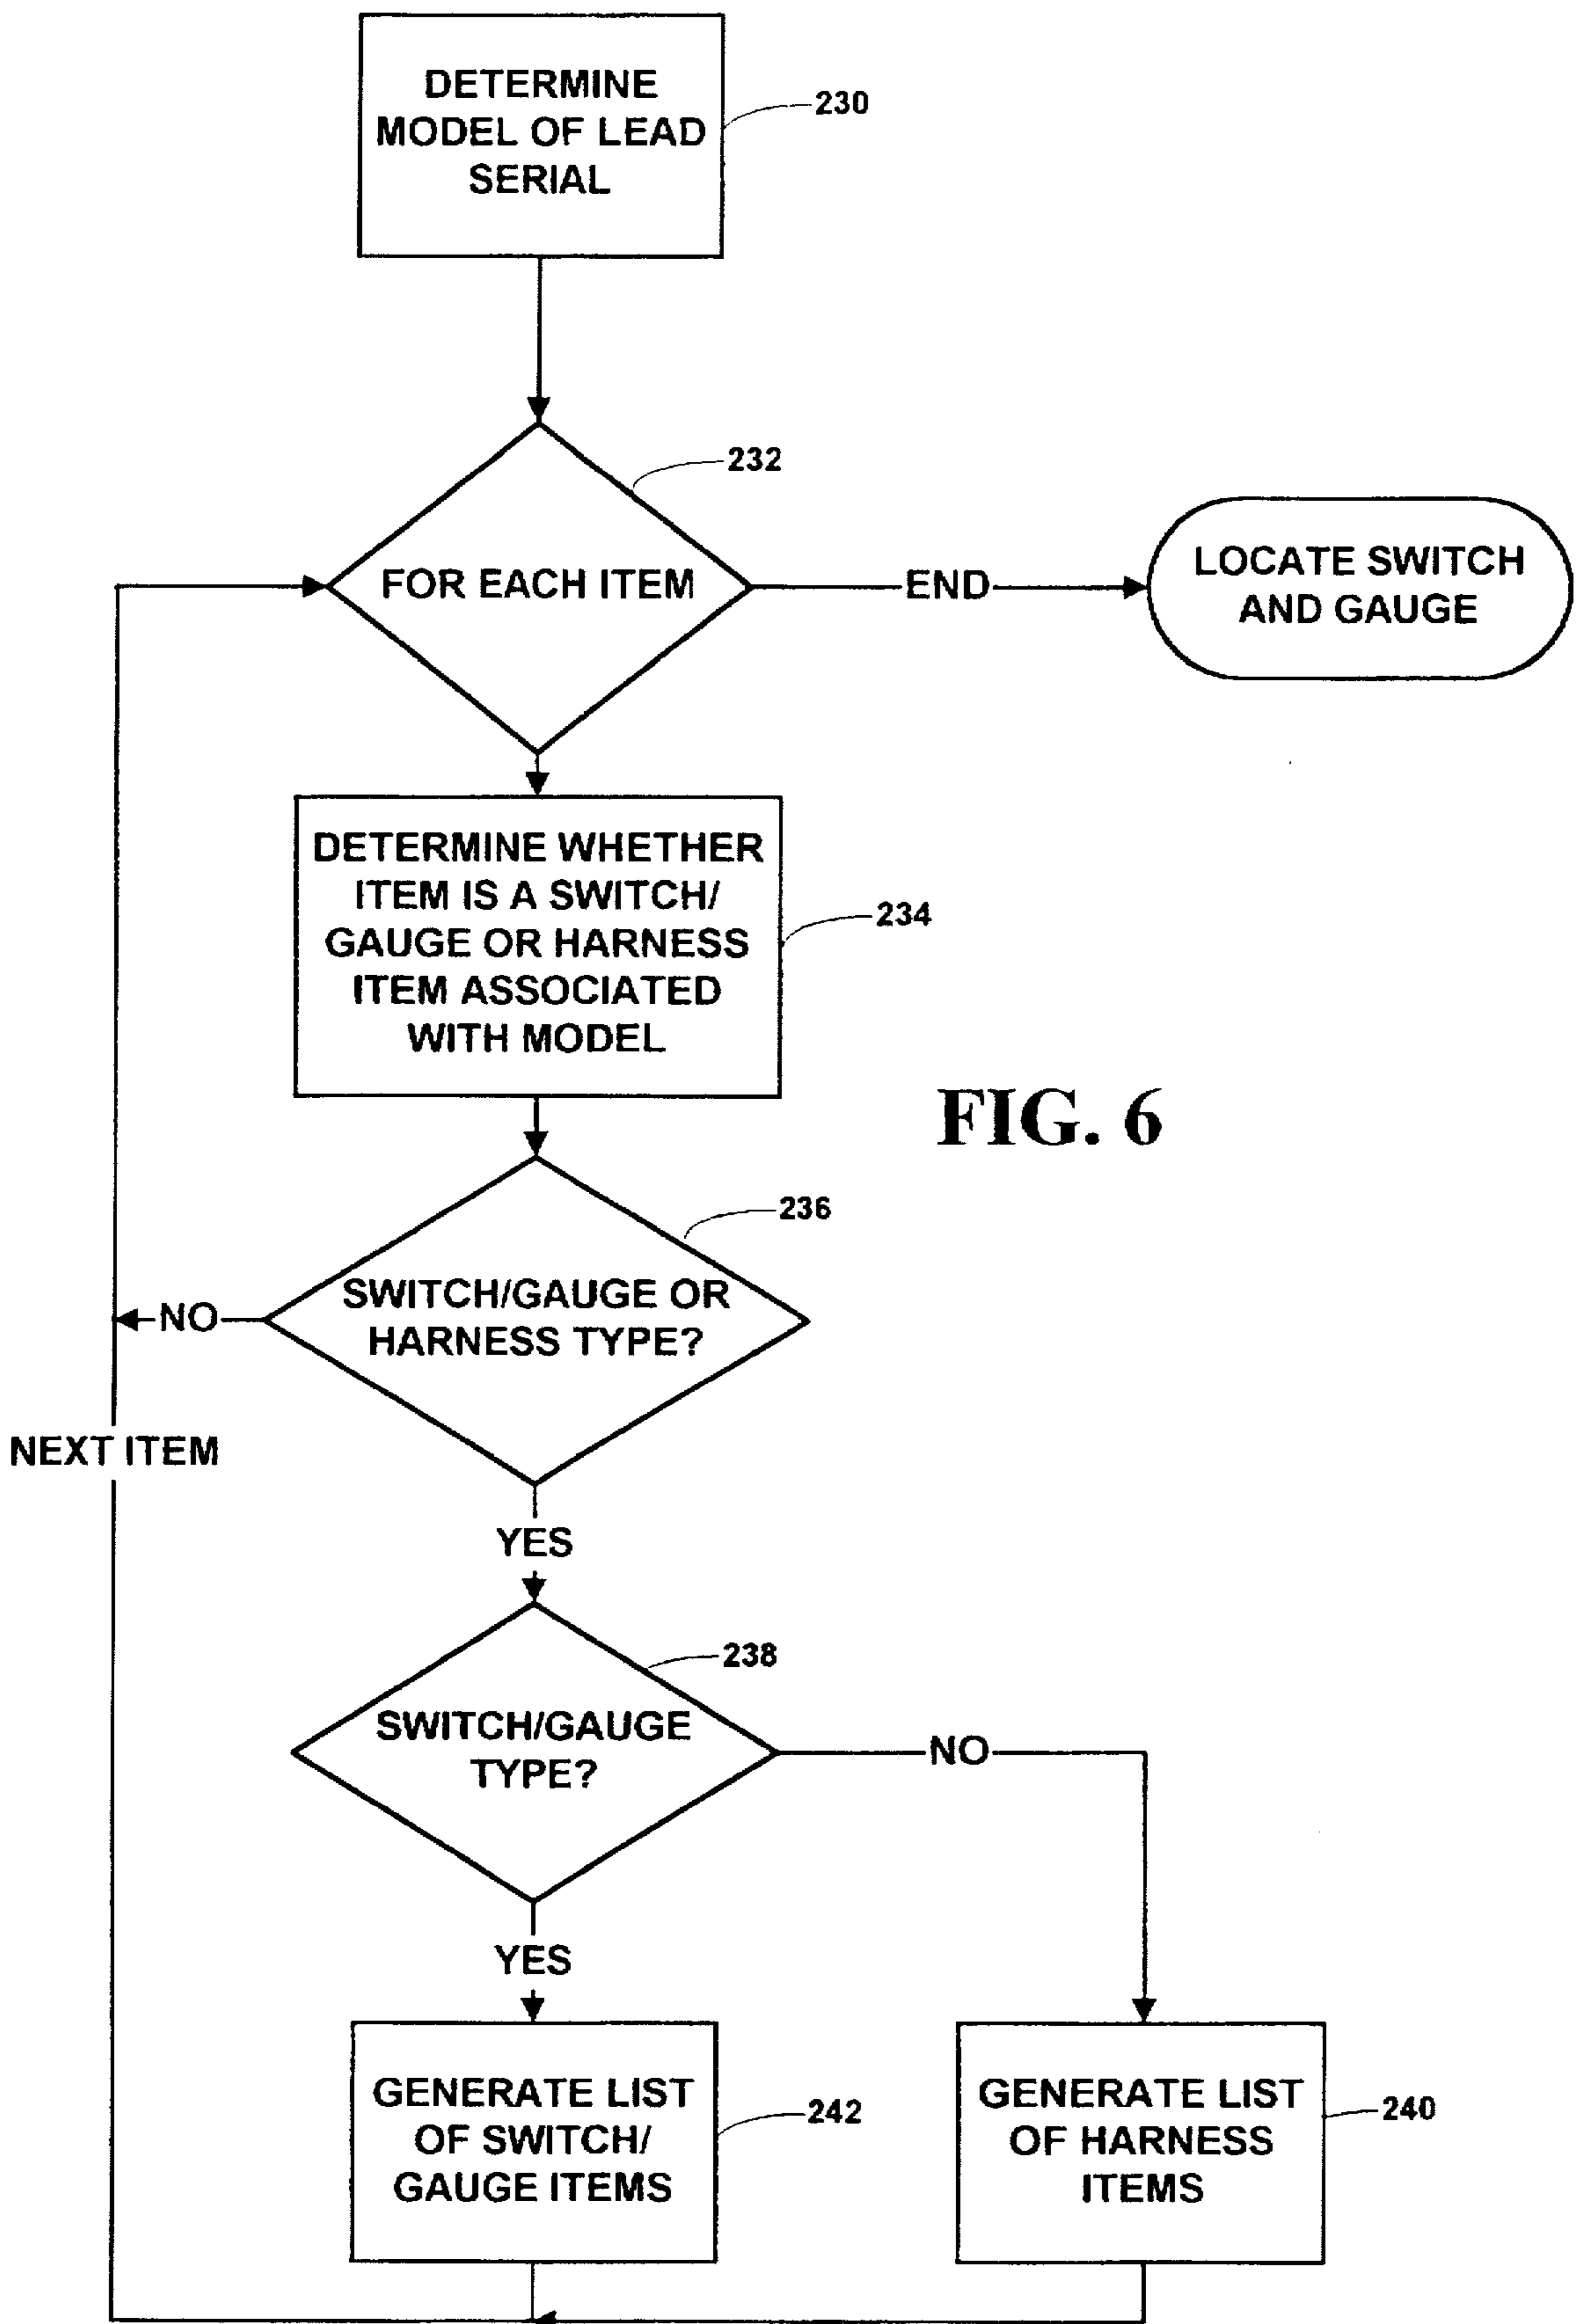 DETERMINE
MODEL OF LEAD
SERIAL
230
232
FOR EACH ITEM
END
LOCATE SWITCH
AND GAUGE
DETERMINE WHETHER
ITEM IS A SWITCH/
GAUGE OR HARNESS
ITEM ASSOCIATED
WITH MODEL
234
FIG. 6
236
SWITCH/GAUGE OR
HARNESS TYPE?
NO
NEXT ITEM
YES
238
SWITCH/GAUGE
TYPE?
NO
YES
GENERATE LIST
OF SWITCH/
GAUGE ITEMS
242
GENERATE LIST
OF HARNESS
ITEMS
240